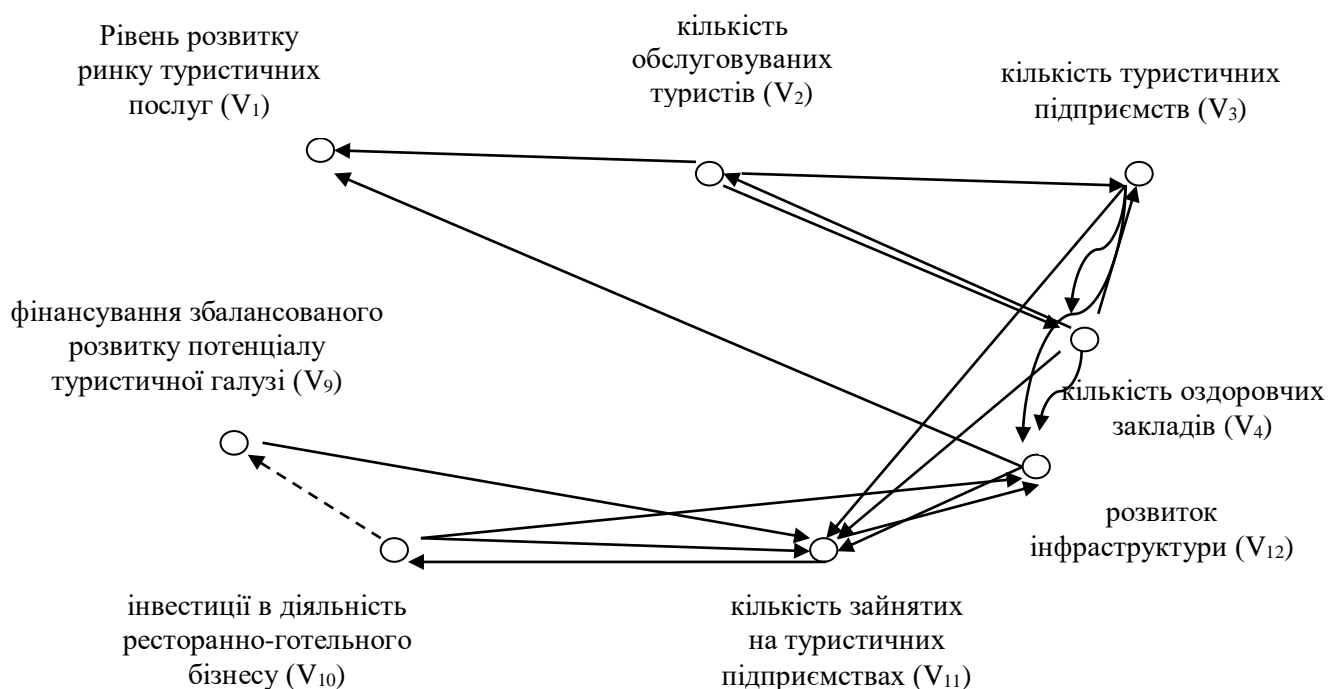 Рівень розвитку
ринку туристичних
послуг (V₁)
кількість
обслуговуваних
туристів (V₂)
кількість туристичних
підприємств (V₃)
фінансування збалансованого
розвитку потенціалу
туристичної галузі (V₉)
кількість оздоровчих
закладів (V₄)
розвиток
інфраструктури (V₁₂)
інвестиції в діяльність
ресторанно-готельного
бізнесу (V₁₀)
кількість зайнятих
на туристичних
підприємствах (V₁₁)